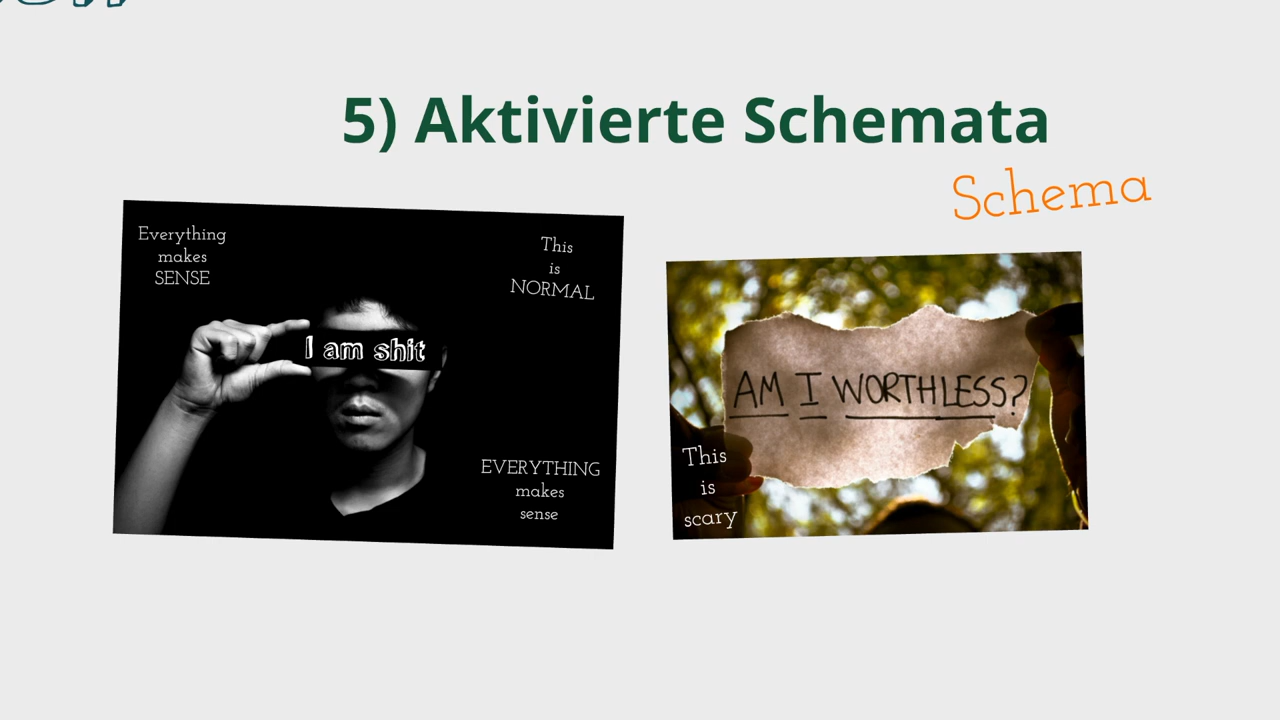 5) Aktivierte Schemata
Schema
Everything
makes
SENSE
This
is
NORMAL
I am shit
EVERYTHING
makes
sense
AM I WORTHLESS?
This
is
scary